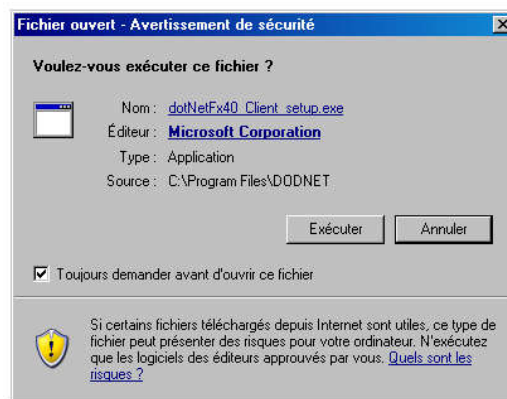 Fichier ouvert - Avertissement de sécurité
Voulez-vous exécuter ce fichier ?
Nom : dotNetFx40_Client_setup.exe
Éditeur : Microsoft Corporation
Type : Application
Source : C:\Program Files\DODNET
Exécuter Annuler
Toujours demander avant d'ouvrir ce fichier
Si certains fichiers téléchargés depuis Internet sont utiles, ce type de
fichier peut présenter des risques pour votre ordinateur. N'exécutez
que les logiciels des éditeurs approuvés par vous. Quels sont les
risques ?